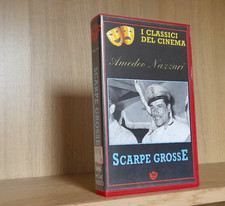 I CLASSICI
DEL CINEMA
Amedeo Nazzari
SCARPE GROSSE
SCARPE GROSSE